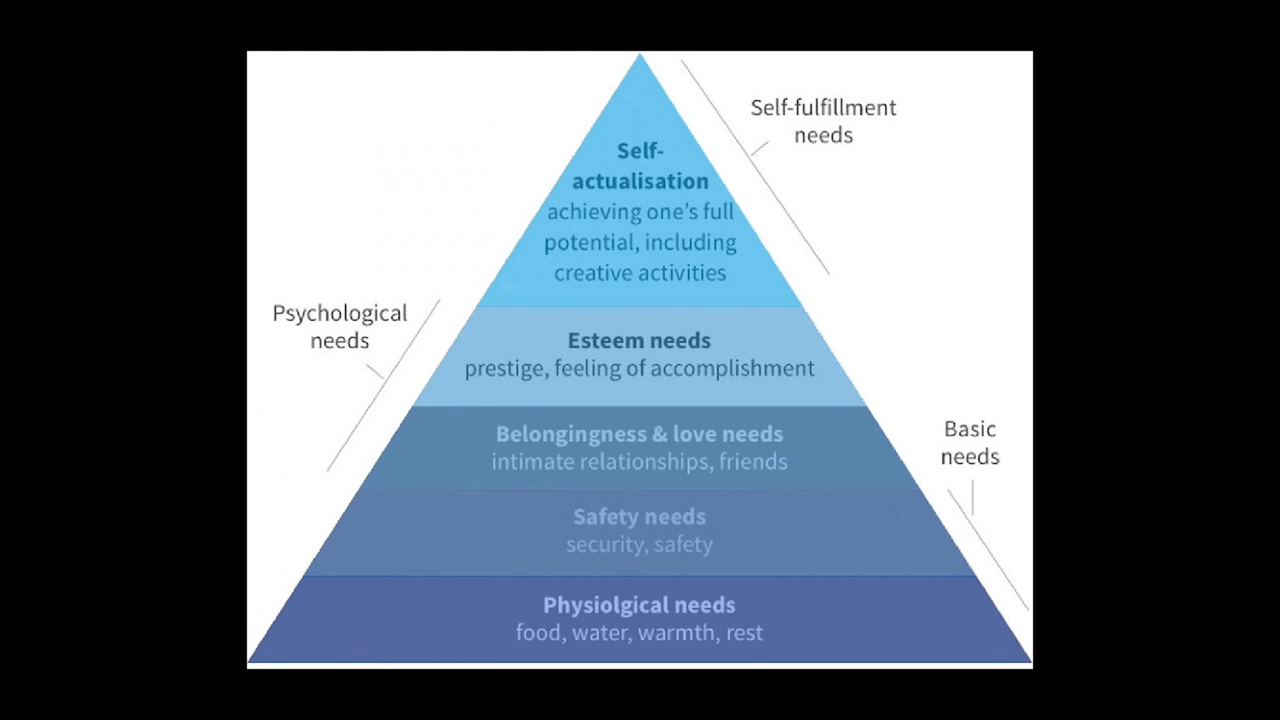 Self-fulfillment
needs
Self-
actualisation
achieving one's full
potential, including
creative activities
Psychological
needs
Esteem needs
prestige, feeling of accomplishment
Belongingness & love needs
intimate relationships, friends
Basic
needs
Safety needs
security, safety
Physiolgical needs
food, water, warmth, rest